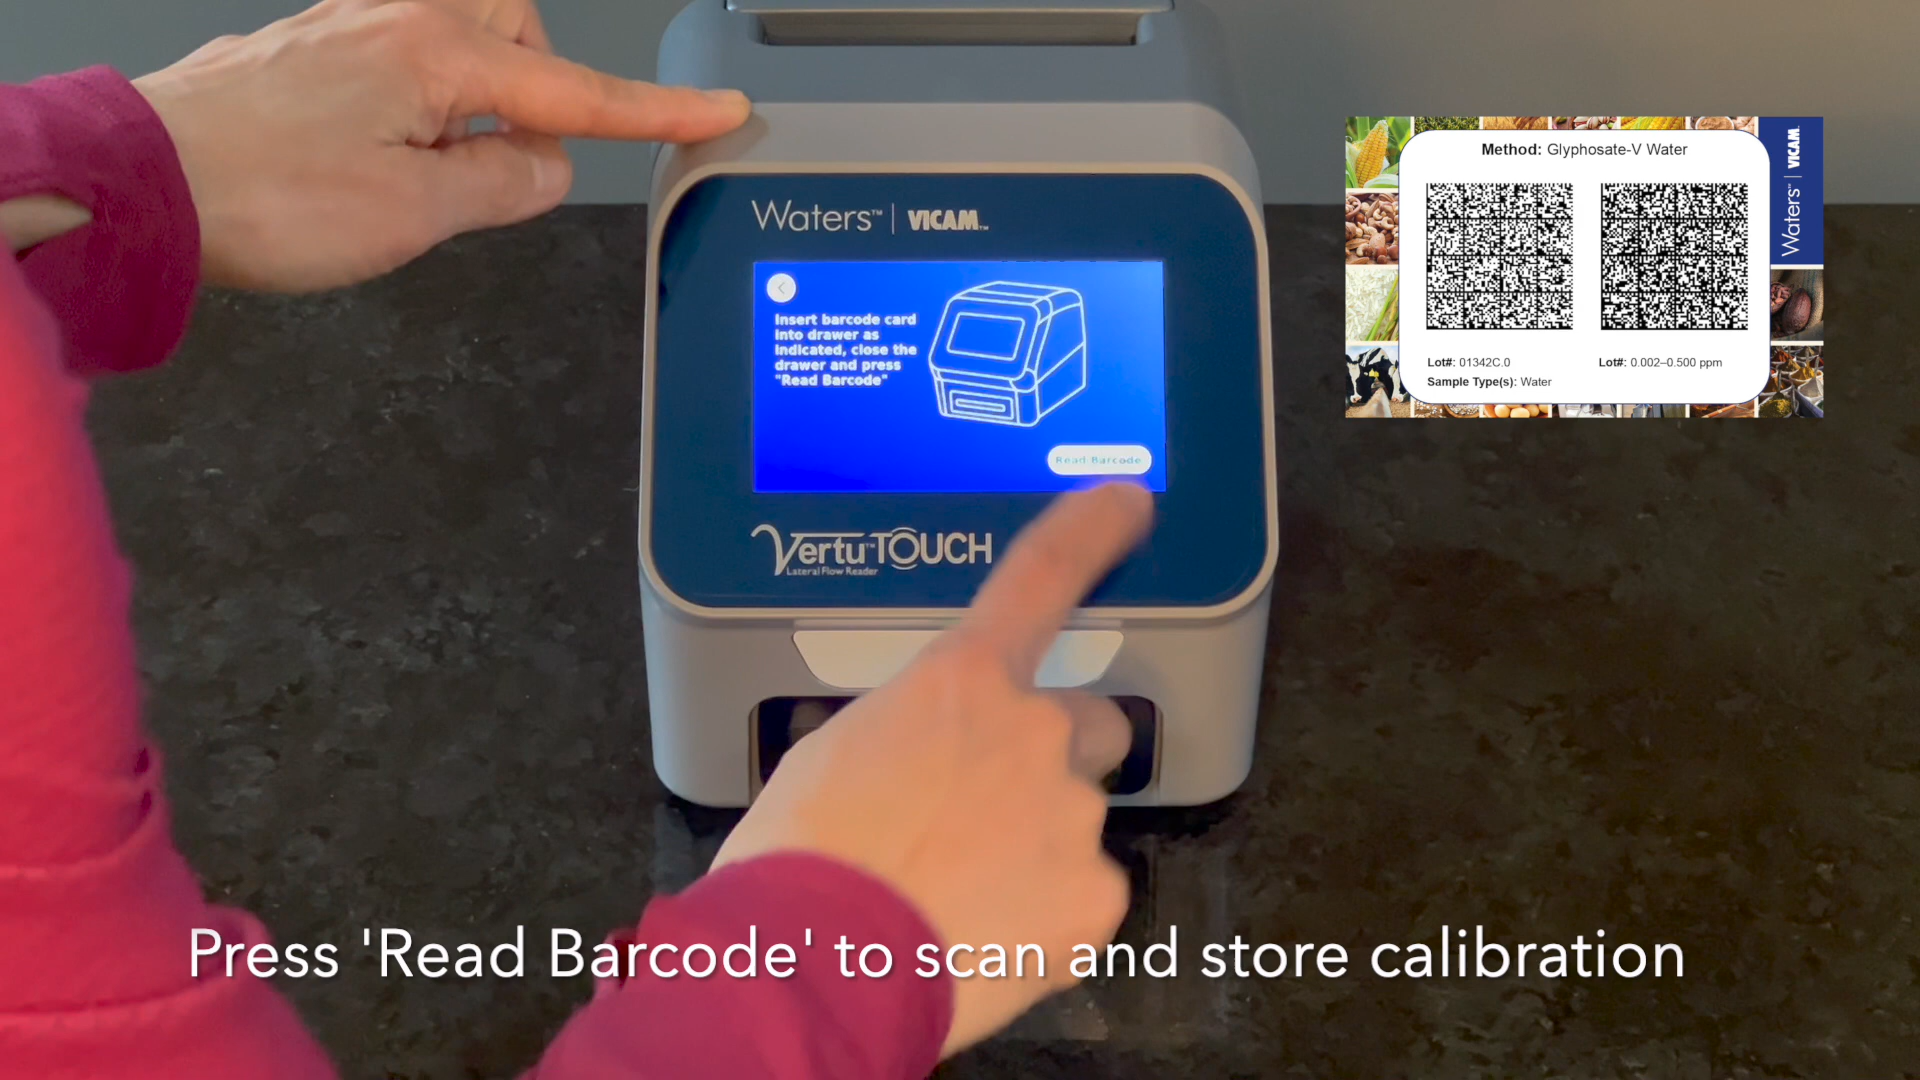 Waters™ | VICAM™
Insert barcode card
into drawer as
indicated, close the
drawer and press
"Read Barcode"
Read Barcode
Vertu™TOUCH
Lateral Flow Reader
Method: Glyphosate-V Water
Lot#: 01342C.0
Lot#: 0.002–0.500 ppm
Sample Type(s): Water
Waters™ | VICAM
Press 'Read Barcode' to scan and store calibration